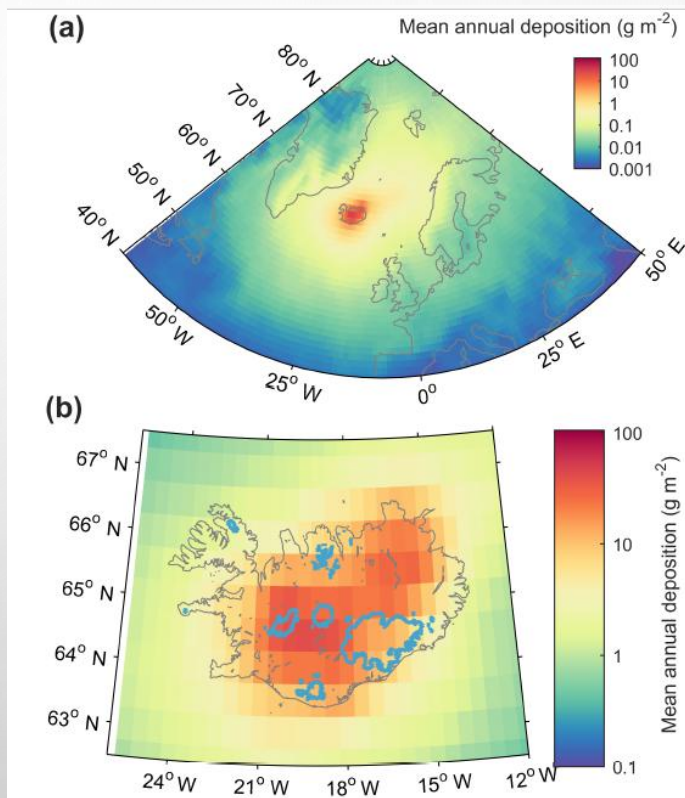 (a)
Mean annual deposition (g m⁻²)
100
10
1
0.1
0.01
0.001
80° N
70° N
60° N
50° N
40° N
50° W
25° W
0°
25° E
50° E
(b)
67° N
66° N
65° N
64° N
63° N
24° W
21° W
18° W
15° W
12° W
100
10
1
0.1
Mean annual deposition (g m⁻²)